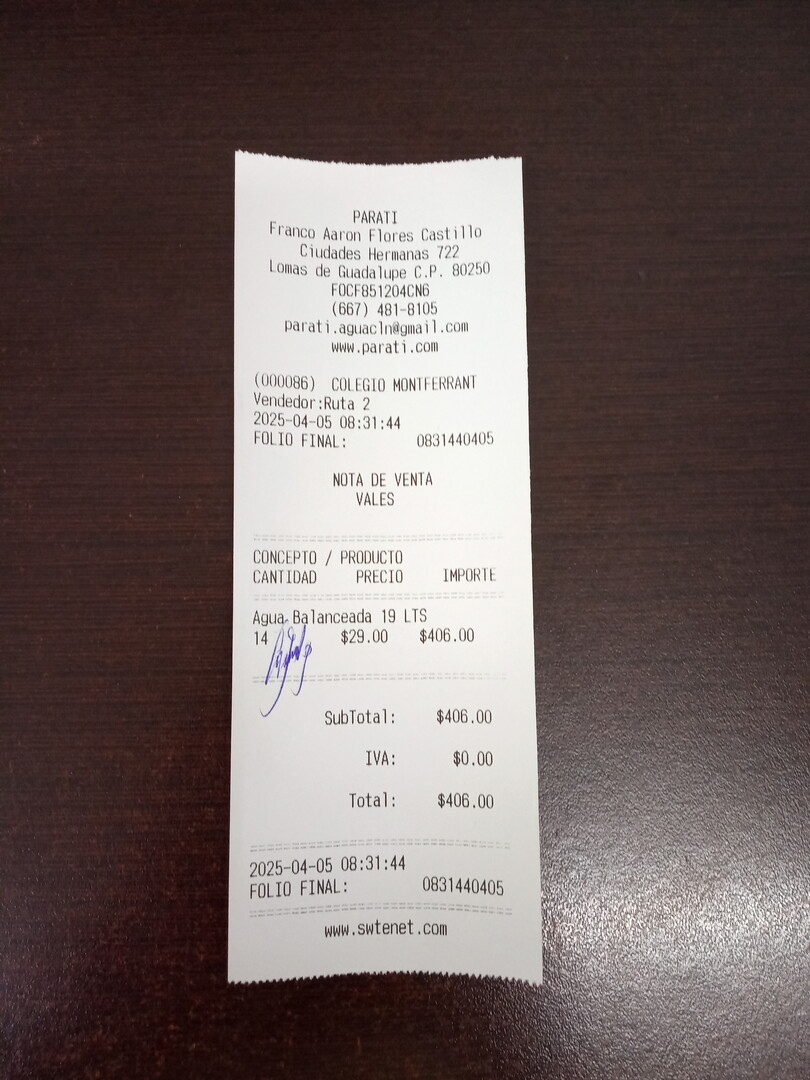 PARATI
Franco Aaron Flores Castillo
Ciudades Hermanas 722
Lomas de Guadalupe C.P. 80250
FOCF851204CN6
(667) 481-8105
parati.aguacln@gmail.com
www.parati.com
(000086) COLEGIO MONTFERRANT
Vendedor:Ruta 2
2025-04-05 08:31:44
FOLIO FINAL: 0831440405
NOTA DE VENTA
VALES
CONCEPTO / PRODUCTO
CANTIDAD PRECIO IMPORTE
Agua Balanceada 19 LTS
14 $29.00 $406.00
SubTotal: $406.00
IVA: $0.00
Total: $406.00
2025-04-05 08:31:44
FOLIO FINAL: 0831440405
www.swtenet.com